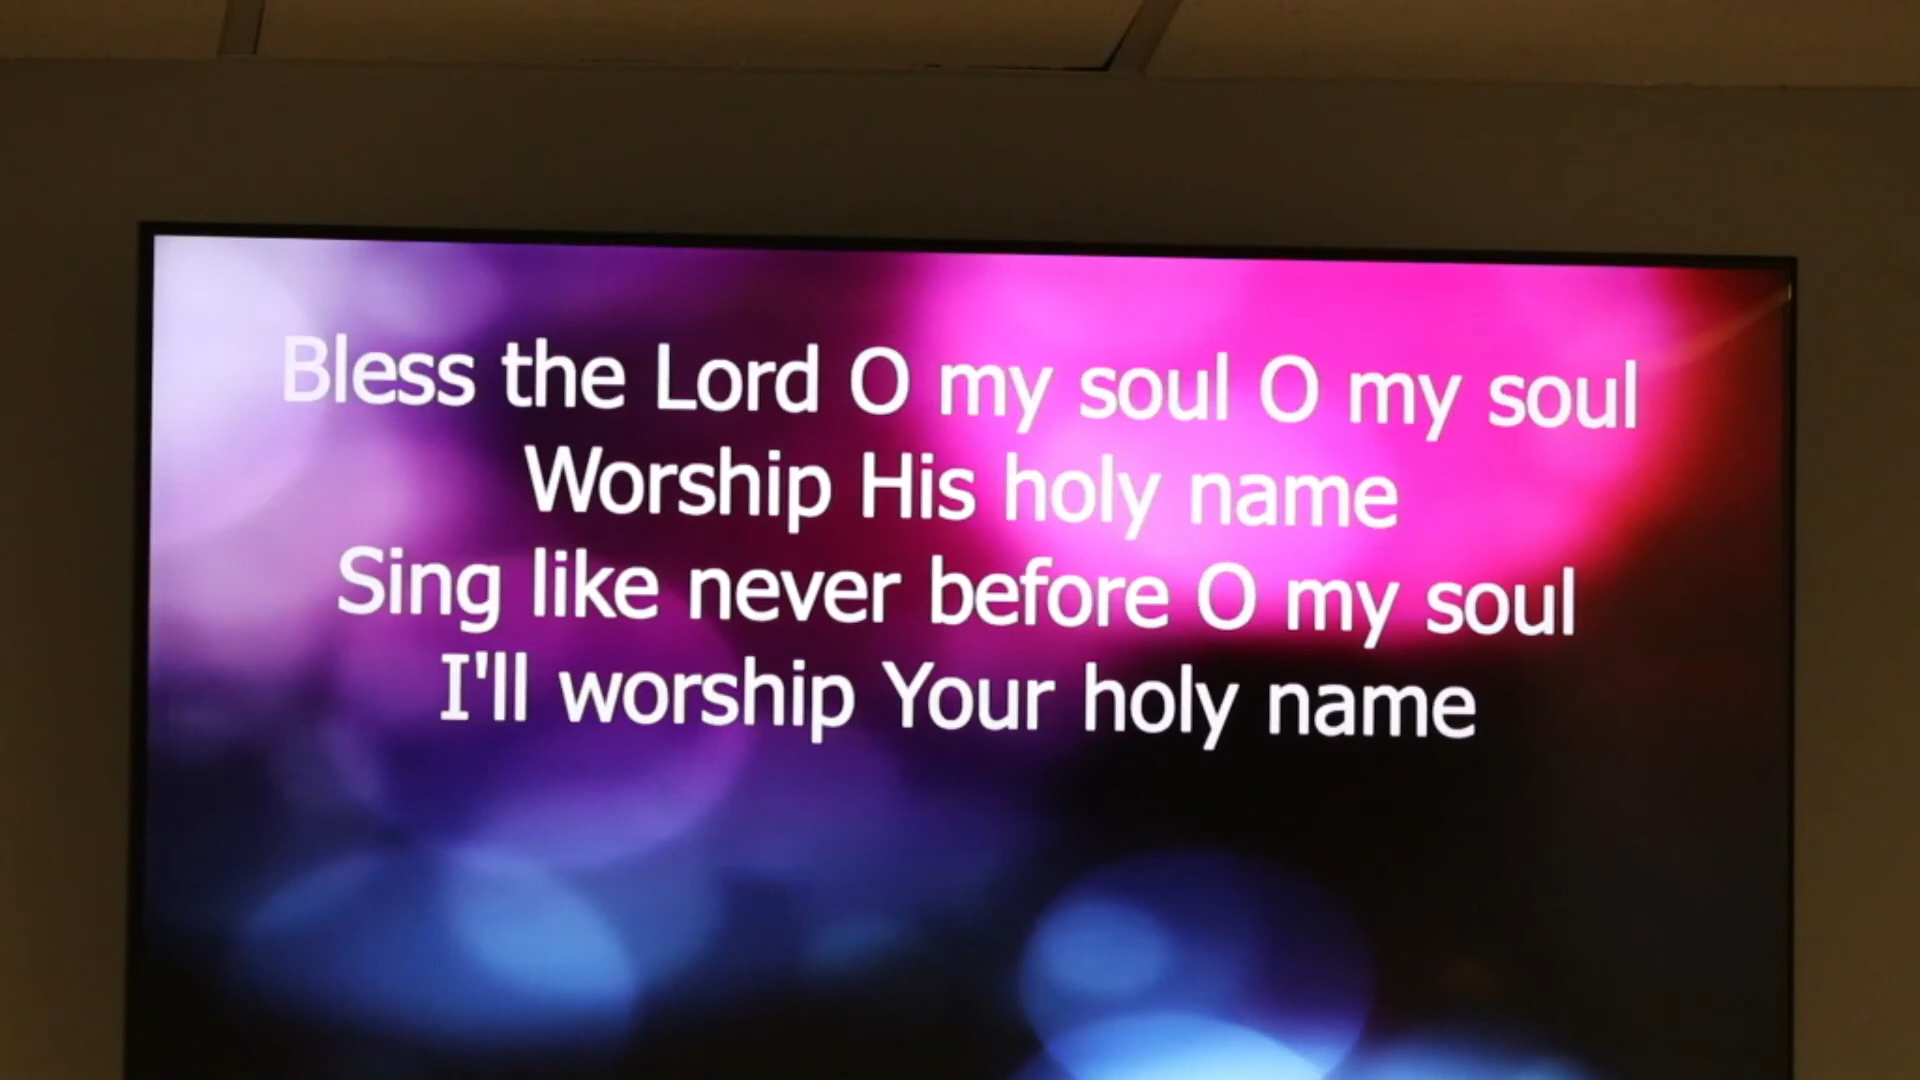 Bless the Lord O my soul O my soul
Worship His holy name
Sing like never before O my soul
I'll worship Your holy name